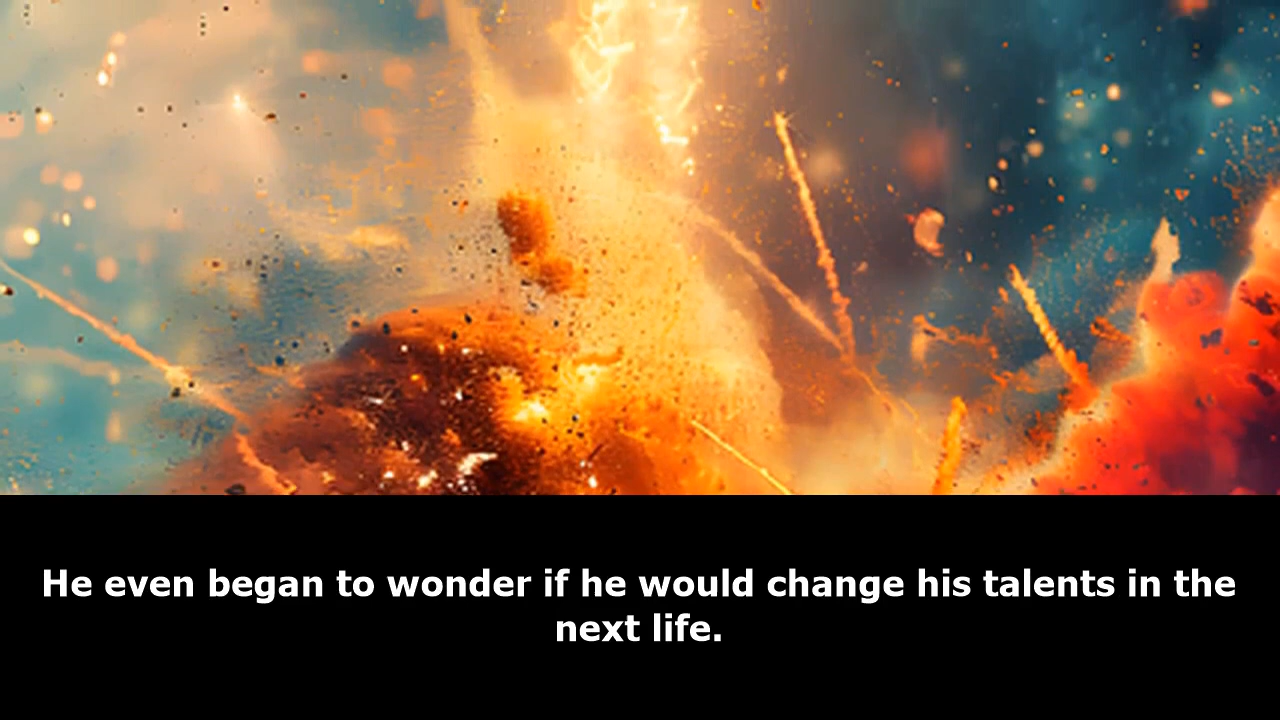 He even began to wonder if he would change his talents in the
next life.